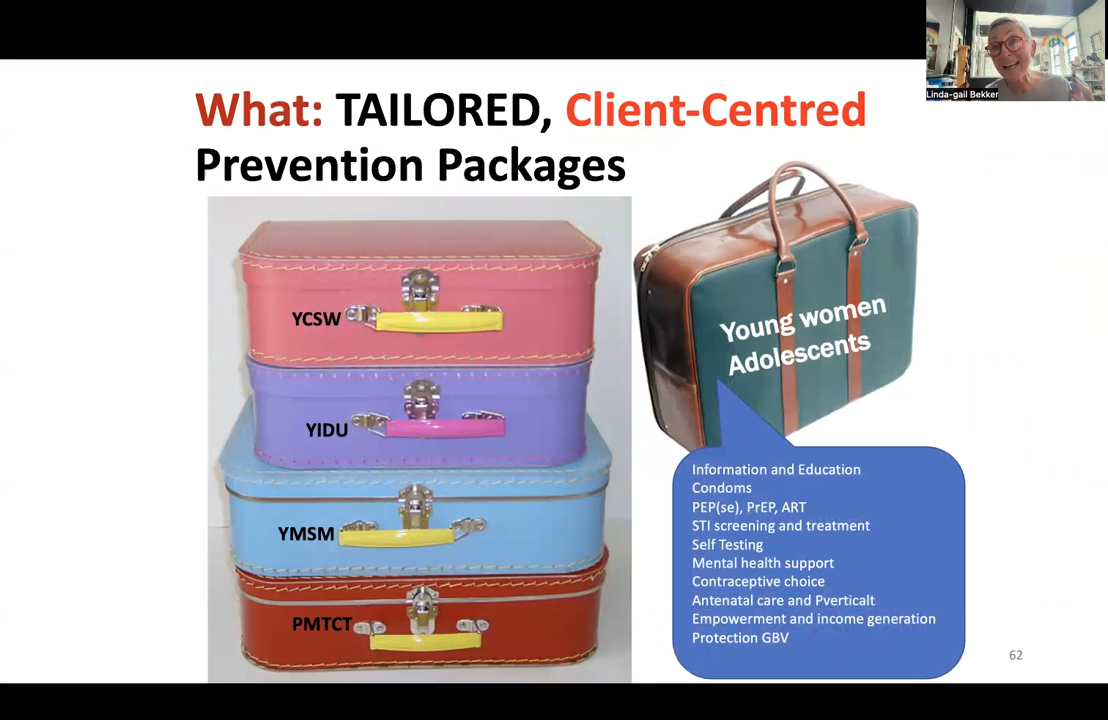 Linda-gail Bekker
What: TAILORED, Client-Centred
Prevention Packages
YCSW
YIDU
YMSM
PMTCT
Young women
Adolescents
Information and Education
Condoms
PEP(se), PrEP, ART
STI screening and treatment
Self Testing
Mental health support
Contraceptive choice
Antenatal care and Pverticalt
Empowerment and income generation
Protection GBV
62